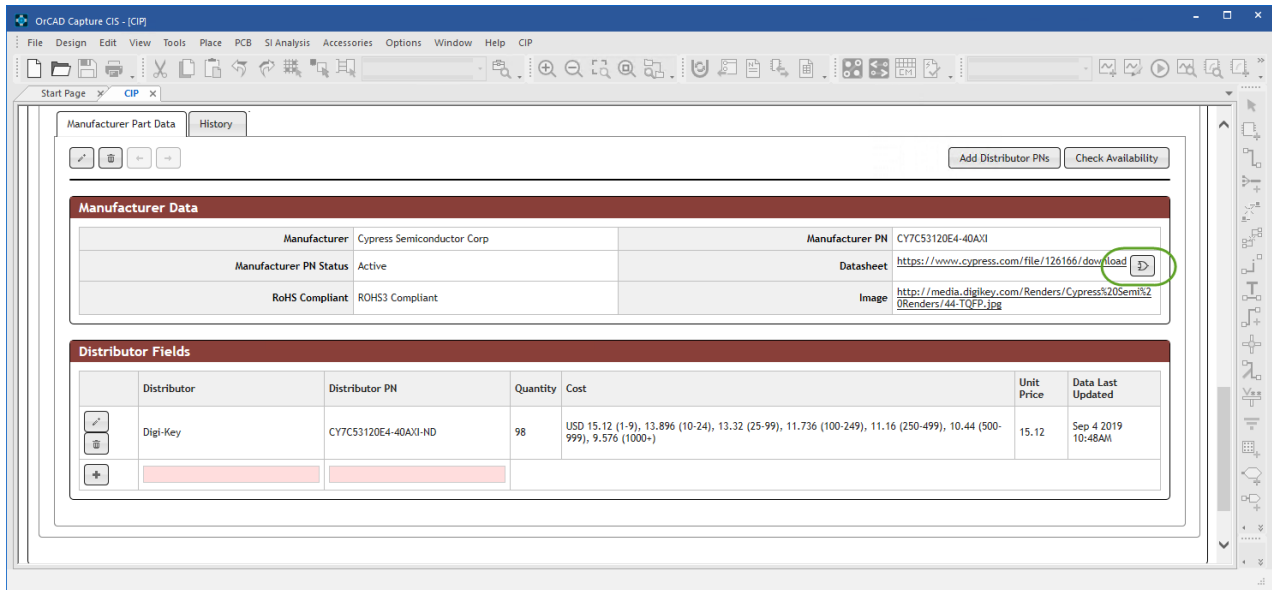 OrCAD Capture CIS - [CIP]
File Design Edit View Tools Place PCB SI Analysis Accessories Options Window Help CIP
Start Page CIP
Manufacturer Part Data History
Add Distributor PNs Check Availability
Manufacturer Data
Manufacturer Cypress Semiconductor Corp Manufacturer PN CY7C53120E4-40AXI
Manufacturer PN Status Active Datasheet https://www.cypress.com/file/126166/download
RoHS Compliant ROHS3 Compliant Image http://media.digikey.com/Renders/Cypress%20Semi%2
0Renders/44-TQFP.jpg
Distributor Fields
Distributor Distributor PN Quantity Cost Unit Price Data Last Updated
Digi-Key CY7C53120E4-40AXI-ND 98 USD 15.12 (1-9), 13.896 (10-24), 13.32 (25-99), 11.736 (100-249), 11.16 (250-499), 10.44 (500-
999), 9.576 (1000+) 15.12 Sep 4 2019
10:48AM